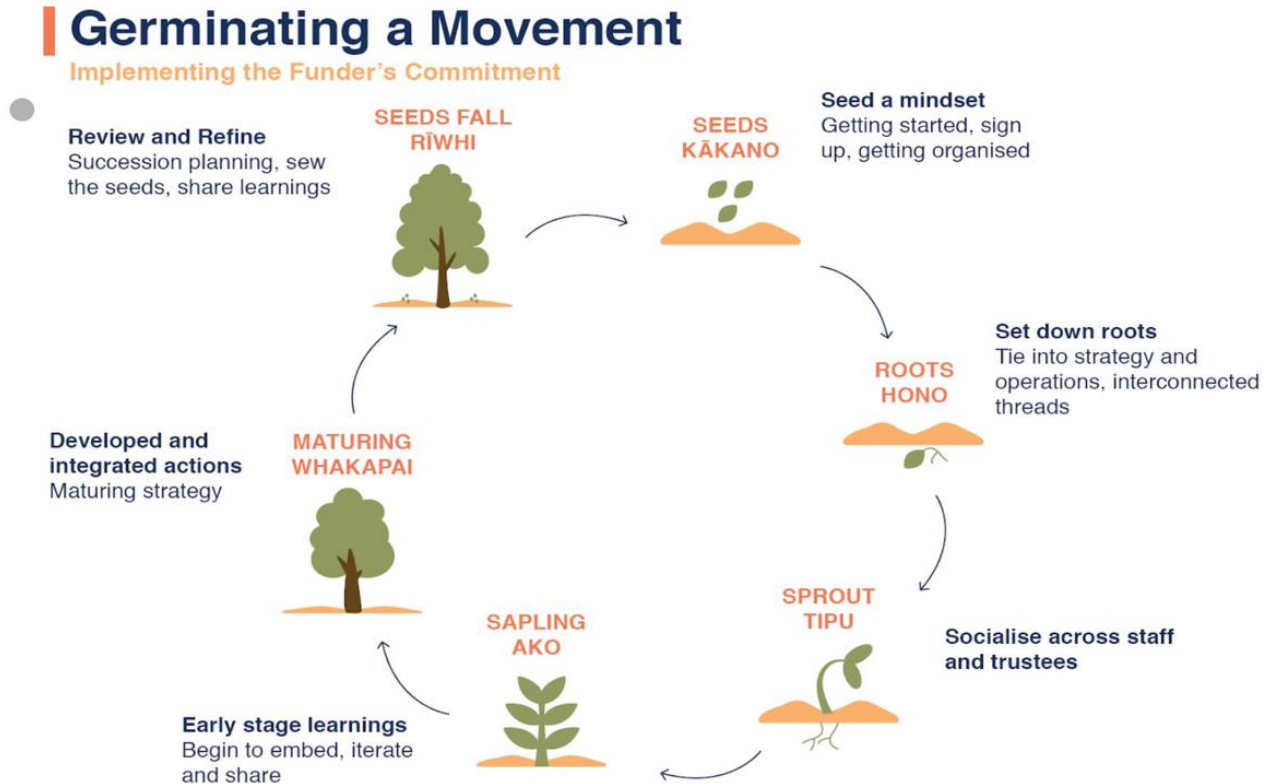 Germinating a Movement
Implementing the Funder's Commitment
SEEDS FALL
RĪWHI
Review and Refine
Succession planning, sew
the seeds, share learnings
SEEDS
KĀKANO
Seed a mindset
Getting started, sign
up, getting organised
ROOTS
HONO
Set down roots
Tie into strategy and
operations, interconnected
threads
SPROUT
TIPU
Socialise across staff
and trustees
SAPLING
AKO
Early stage learnings
Begin to embed, iterate
and share
MATURING
WHAKAPAI
Developed and
integrated actions
Maturing strategy